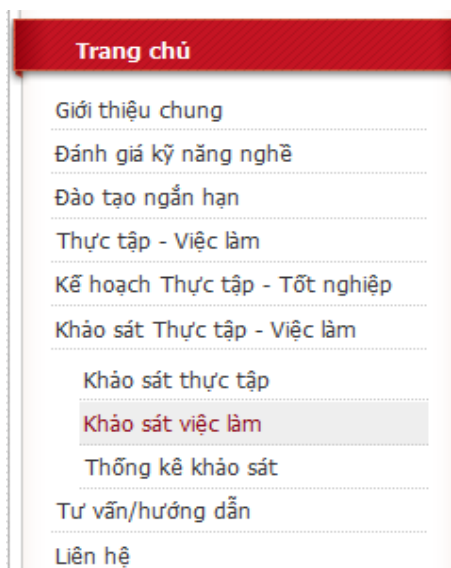 Trang chủ
Giới thiệu chung
Đánh giá kỹ năng nghề
Đào tạo ngắn hạn
Thực tập - Việc làm
Kế hoạch Thực tập - Tốt nghiệp
Khảo sát Thực tập - Việc làm
Khảo sát thực tập
Khảo sát việc làm
Thống kê khảo sát
Tư vấn/hướng dẫn
Liên hệ